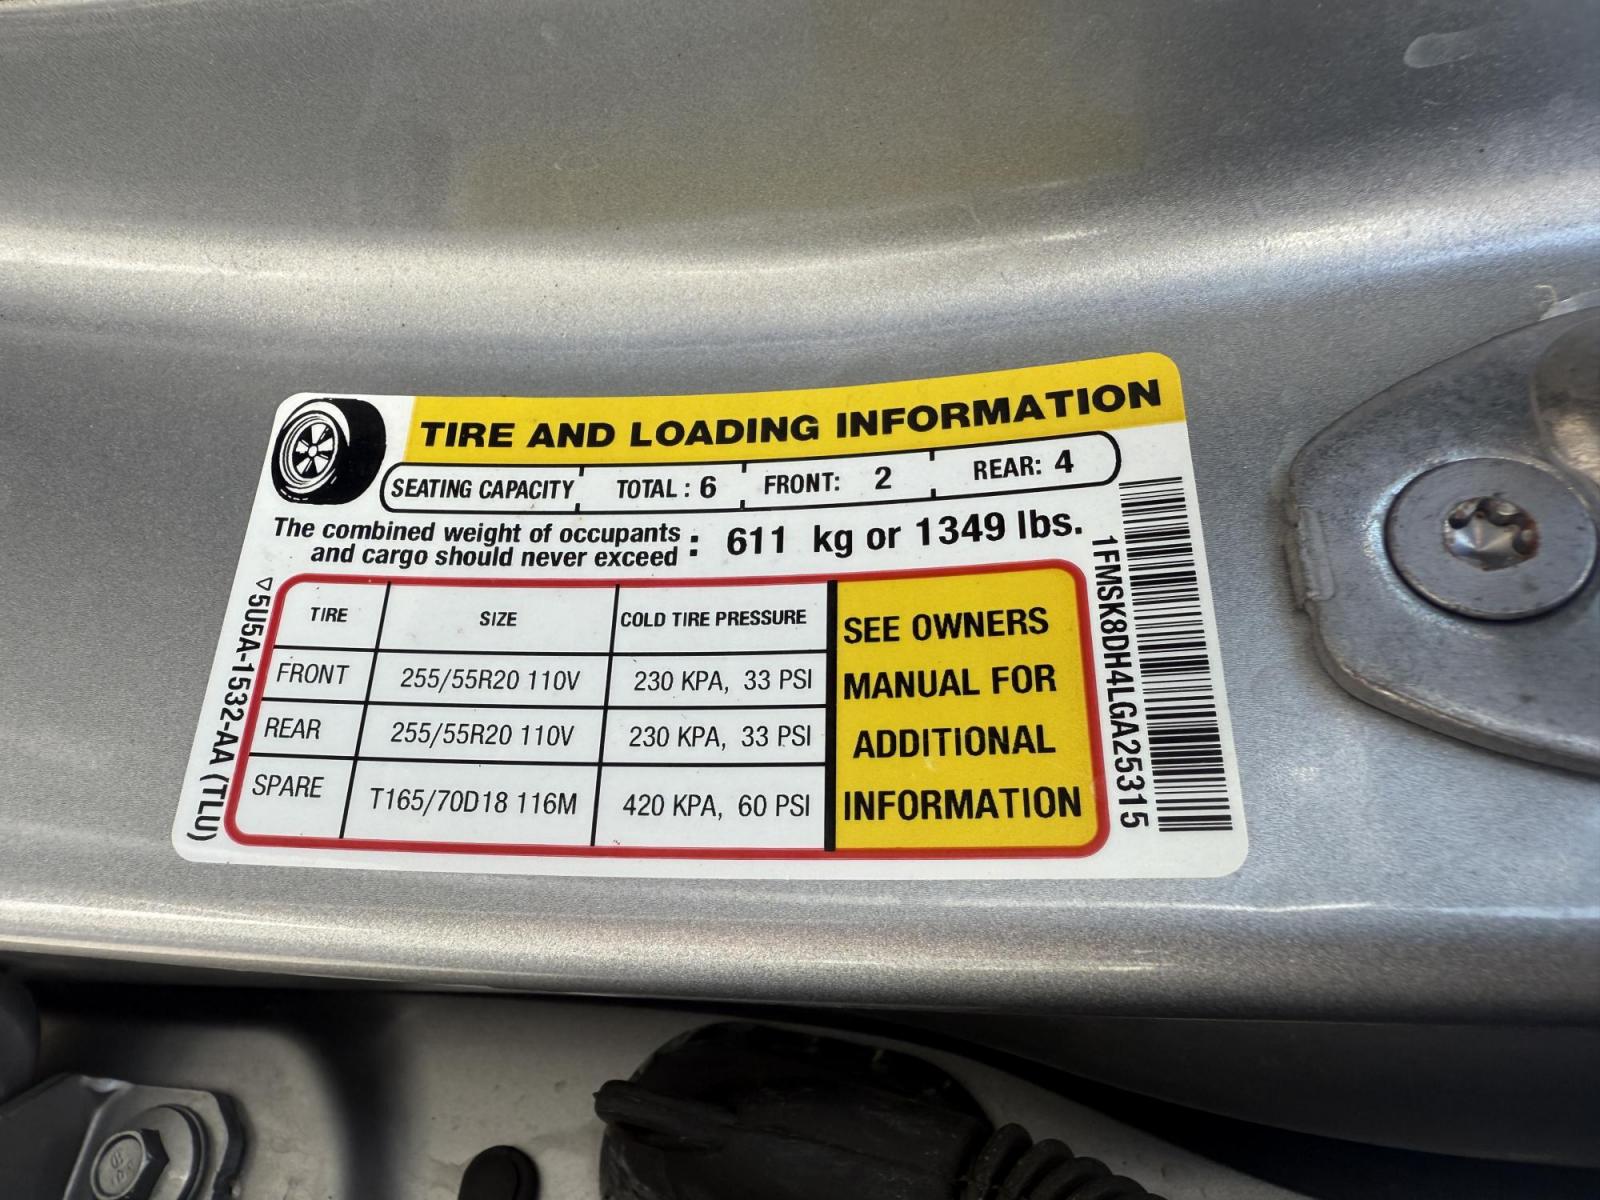 TIRE AND LOADING INFORMATION
SEATING CAPACITY TOTAL : 6 FRONT: 2 REAR: 4
The combined weight of occupants
and cargo should never exceed : 611 kg or 1349 lbs.
TIRE SIZE COLD TIRE PRESSURE
FRONT 255/55R20 110V 230 KPA, 33 PSI
REAR 255/55R20 110V 230 KPA, 33 PSI
SPARE T165/70D18 116M 420 KPA, 60 PSI
SEE OWNERS
MANUAL FOR
ADDITIONAL
INFORMATION
5U5A-1532-AA (TLU)
1FMSK8DH4LGA25315